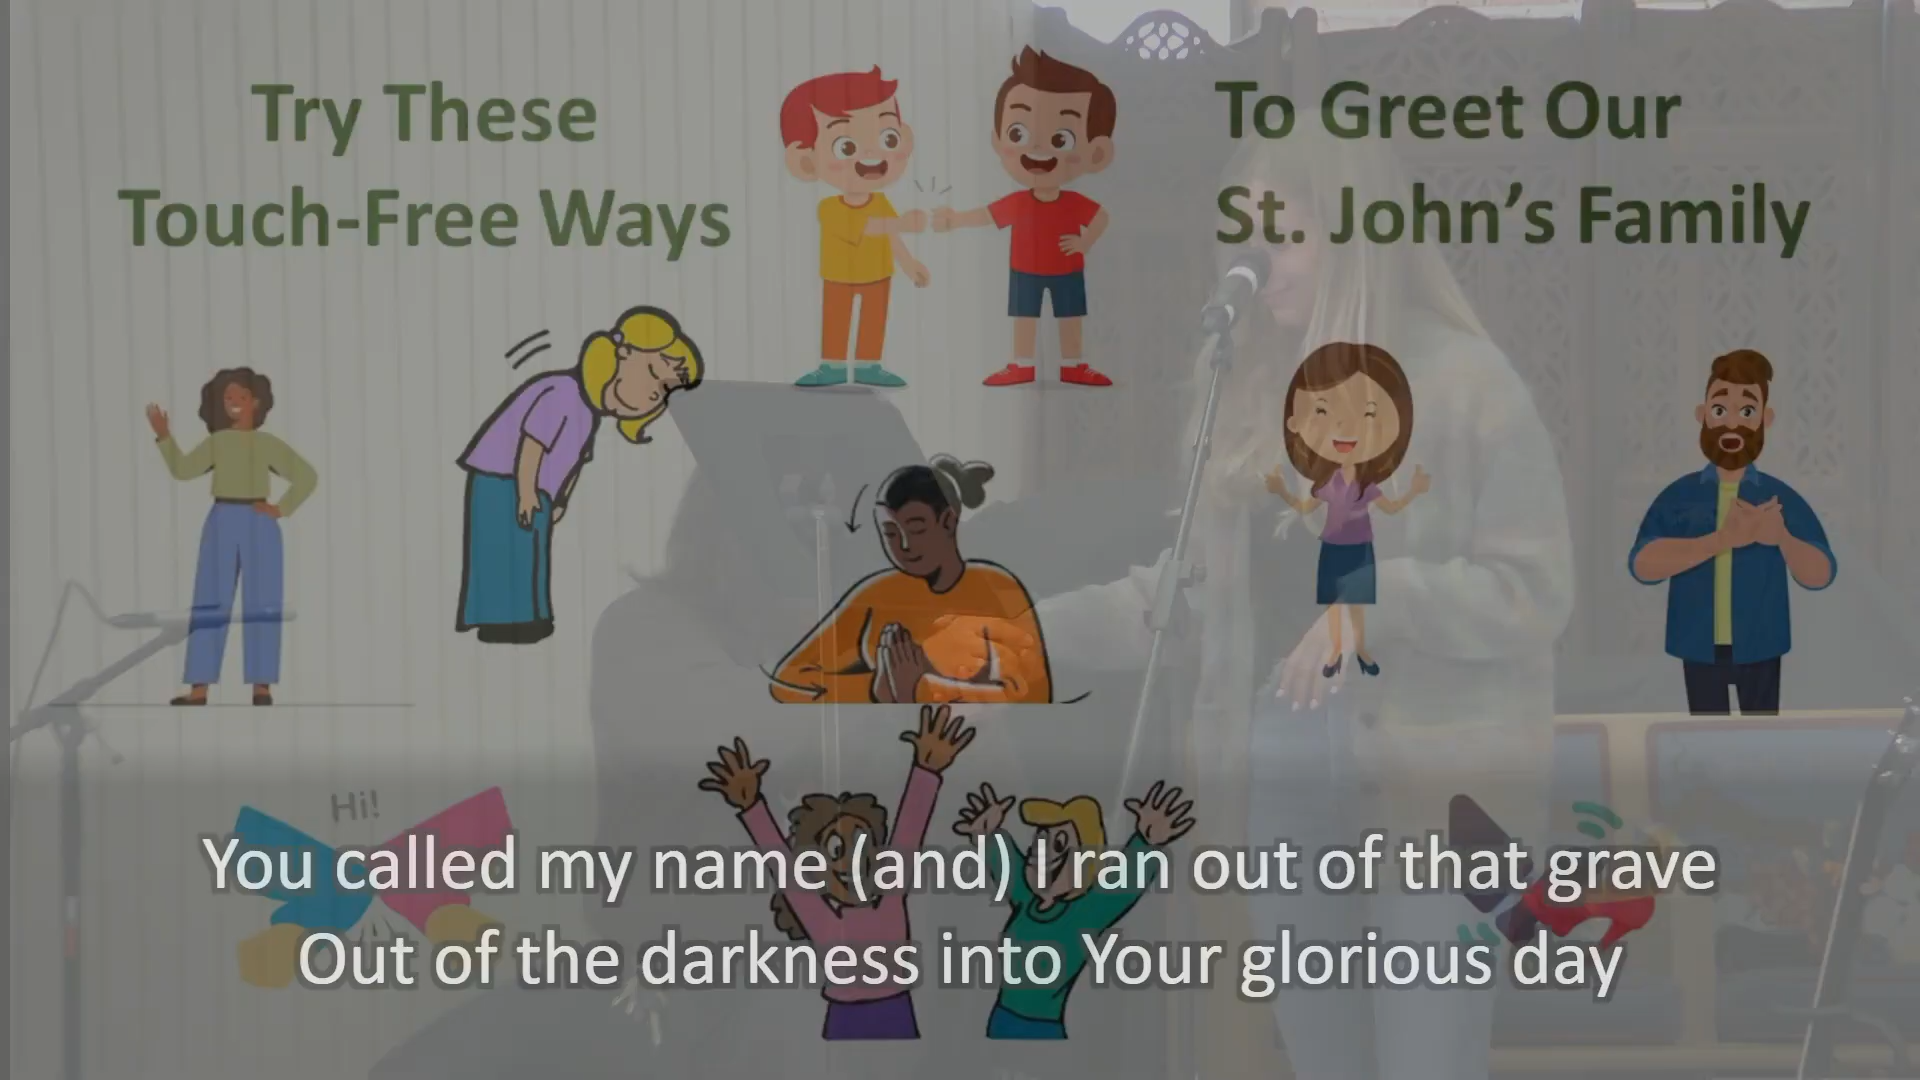 Try These
Touch-Free Ways
To Greet Our
St. John's Family
Hi!
You called my name (and) I ran out of that grave
Out of the darkness into Your glorious day